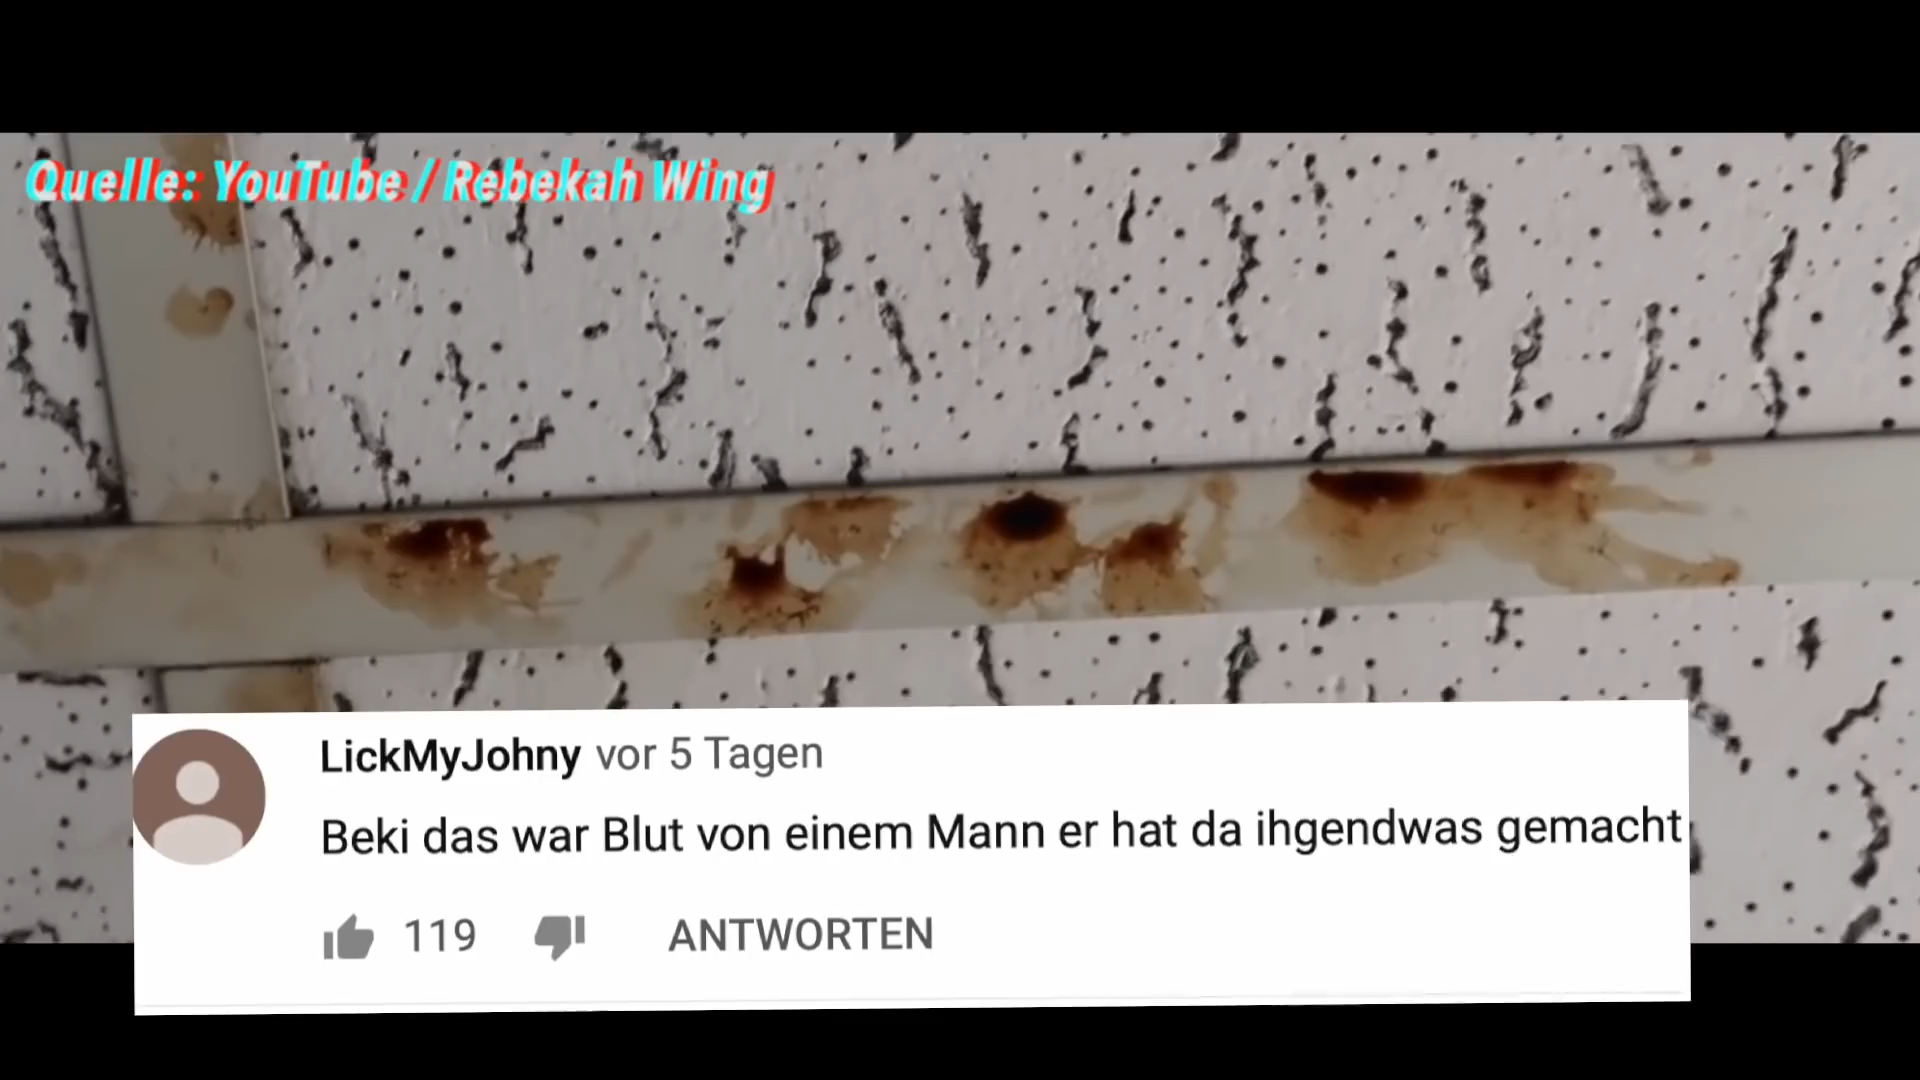 Quelle: YouTube / Rebekah Wing
LickMyJohny vor 5 Tagen
Beki das war Blut von einem Mann er hat da ihgendwas gemacht
119
ANTWORTEN